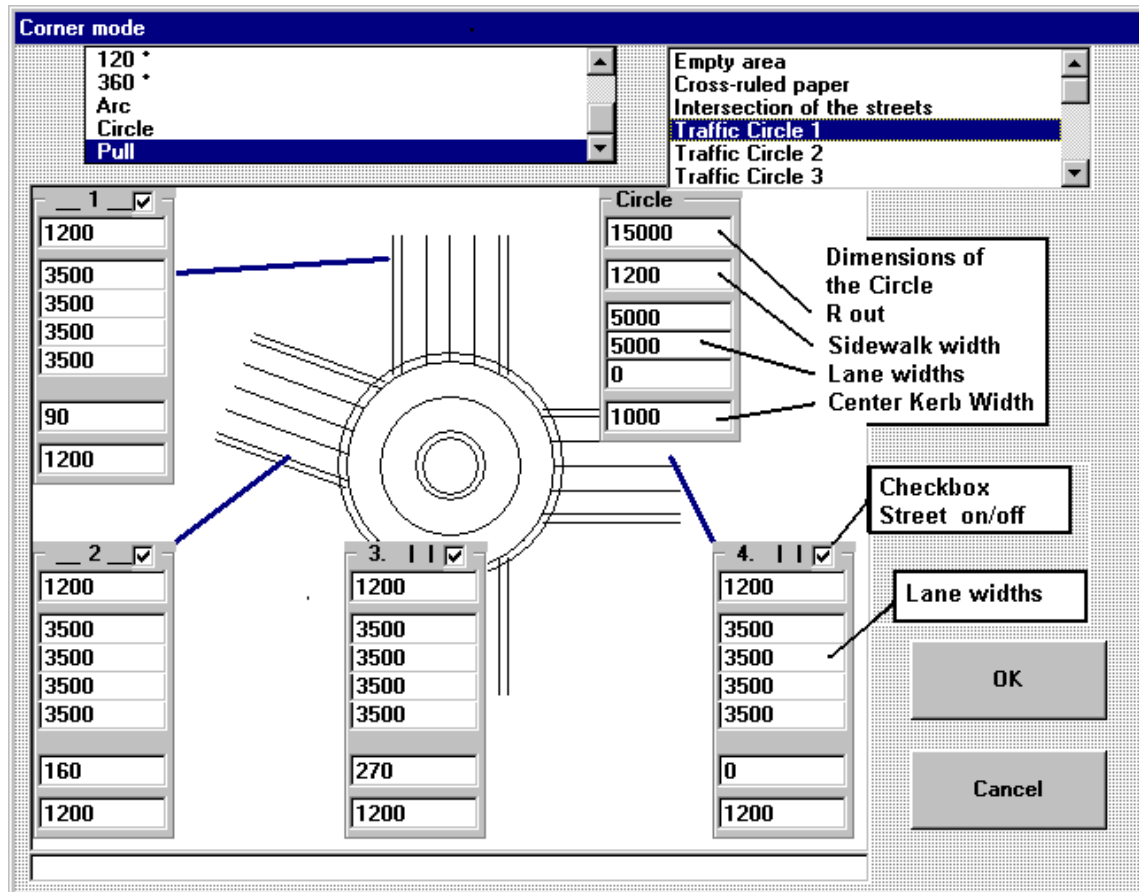 Corner mode
120 °
360 °
Arc
Circle
Pull
Empty area
Cross-ruled paper
Intersection of the streets
Traffic Circle 1
Traffic Circle 2
Traffic Circle 3
__ 1 __
1200
3500
3500
3500
3500
90
1200
Circle
15000
1200
5000
5000
0
1000
Dimensions of
the Circle
R out
Sidewalk width
Lane widths
Center Kerb Width
Checkbox
Street on/off
Lane widths
__ 2 __
1200
3500
3500
3500
3500
160
1200
3. | |
1200
3500
3500
3500
3500
270
1200
4. | |
1200
3500
3500
3500
3500
0
1200
OK
Cancel